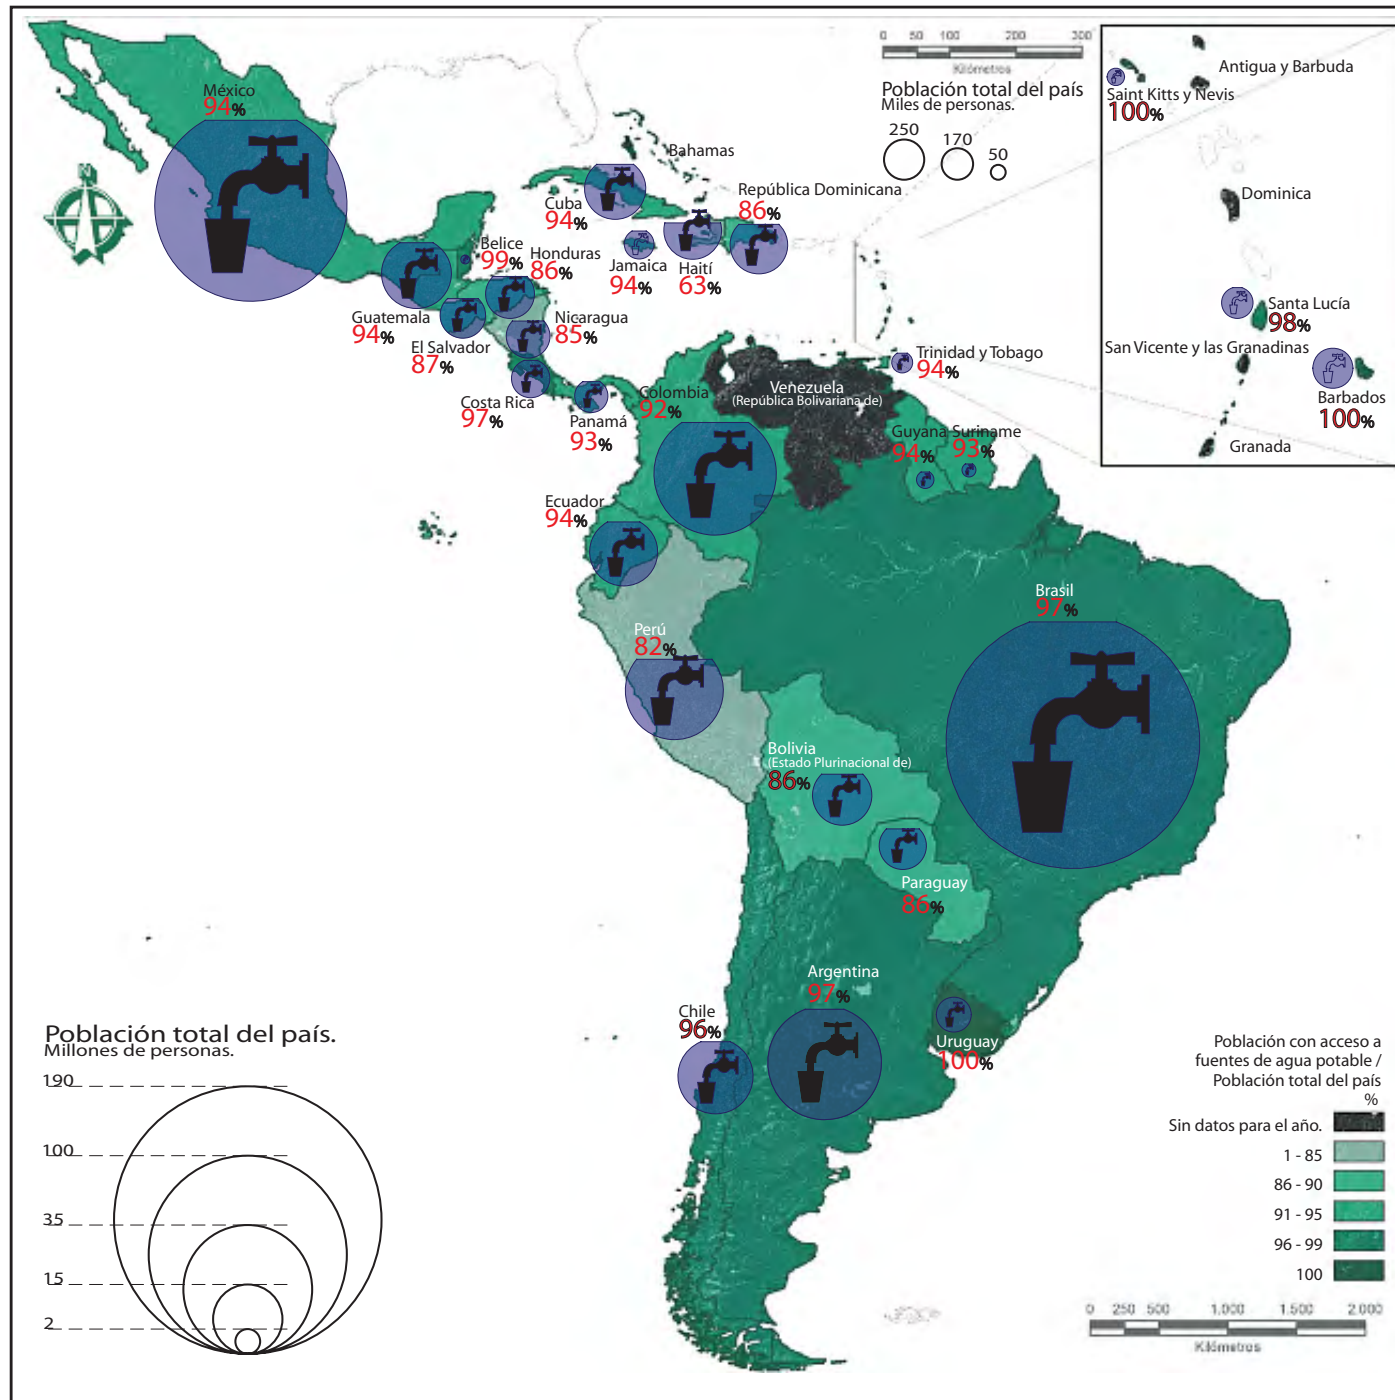 0 50 100 200 300
Kilómetros
Población total del país
Miles de personas.
250
170
50
Antigua y Barbuda
Saint Kitts y Nevis
100%
Dominica
Santa Lucía
98%
San Vicente y las Granadinas
Barbados
100%
Granada
México
94%
N
Bahamas
Cuba
94%
República Dominicana
86%
Belice
99%
Honduras
86%
Jamaica
94%
Haití
63%
Guatemala
94%
El Salvador
87%
Nicaragua
85%
Costa Rica
97%
Panamá
93%
Trinidad y Tobago
94%
Venezuela
(República Bolivariana de)
Colombia
92%
Guyana
94%
Suriname
93%
Ecuador
94%
Brasil
97%
Perú
82%
Bolivia
(Estado Plurinacional de)
86%
Paraguay
86%
Argentina
97%
Chile
96%
Uruguay
100%
Población total del país.
Millones de personas.
190
100
35
15
2
Población con acceso a
fuentes de agua potable /
Población total del país
%
Sin datos para el año.
1 - 85
86 - 90
91 - 95
96 - 99
100
0 250 500 1.000 1.500 2.000
Kilómetros